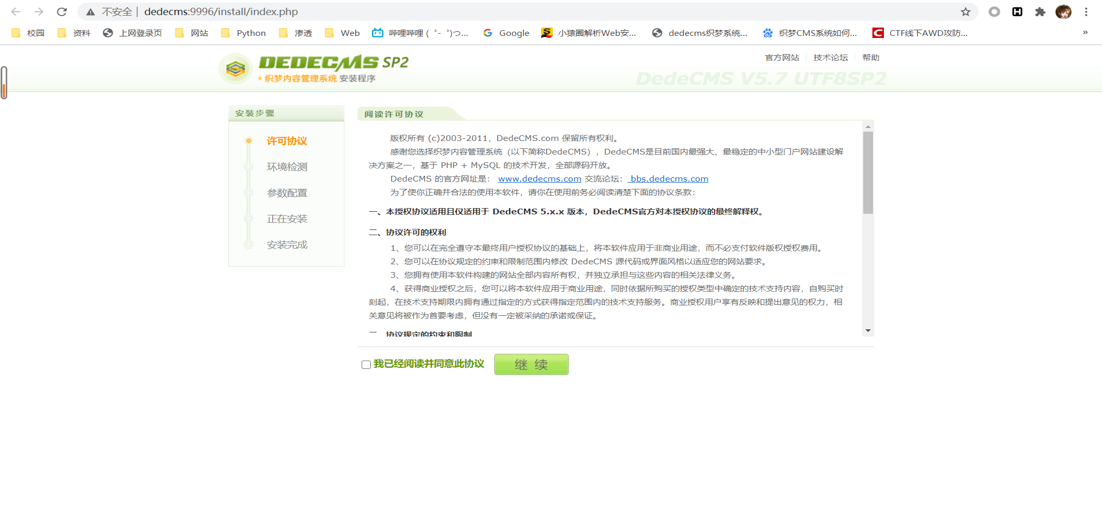 不安全 | dedecms:9996/install/index.php
校园 资料 上网登录页 网站 Python 渗透 Web 哔哩哔哩 ( ゜- ゜)つ... Google 小猿圈解析Web安... dedecms织梦系统... 织梦CMS系统如何... CTF线下AWD攻防... »
DEDECMS SP2
织梦内容管理系统 安装程序
官方网站 技术论坛 帮助
DedeCMS V5.7 UTF8SP2
安装步骤
许可协议
环境检测
参数配置
正在安装
安装完成
阅读许可协议
版权所有 (c)2003-2011，DedeCMS.com 保留所有权利。
感谢您选择织梦内容管理系统（以下简称DedeCMS），DedeCMS是目前国内最强大、最稳定的中小型门户网站建设解
决方案之一，基于 PHP + MySQL 的技术开发，全部源码开放。
DedeCMS 的官方网址是： www.dedecms.com 交流论坛： bbs.dedecms.com
为了使你正确并合法的使用本软件，请你在使用前务必阅读清楚下面的协议条款：
一、本授权协议适用且仅适用于 DedeCMS 5.x.x 版本，DedeCMS官方对本授权协议的最终解释权。
二、协议许可的权利
1、您可以在完全遵守本最终用户授权协议的基础上，将本软件应用于非商业用途，而不必支付软件版权授权费用。
2、您可以在协议规定的约束和限制范围内修改 DedeCMS 源代码或界面风格以适应您的网站要求。
3、您拥有使用本软件构建的网站全部内容所有权，并独立承担与这些内容的相关法律义务。
4、获得商业授权之后，您可以将本软件应用于商业用途，同时依据所购买的授权类型中确定的技术支持内容，自购买时
刻起，在技术支持期限内拥有通过指定的方式获得指定范围内的技术支持服务。商业授权用户享有反映和提出意见的权力，相
关意见将被作为首要考虑，但没有一定被采纳的承诺或保证。
二、协议规定的约束和限制
我已经阅读并同意此协议 继 续